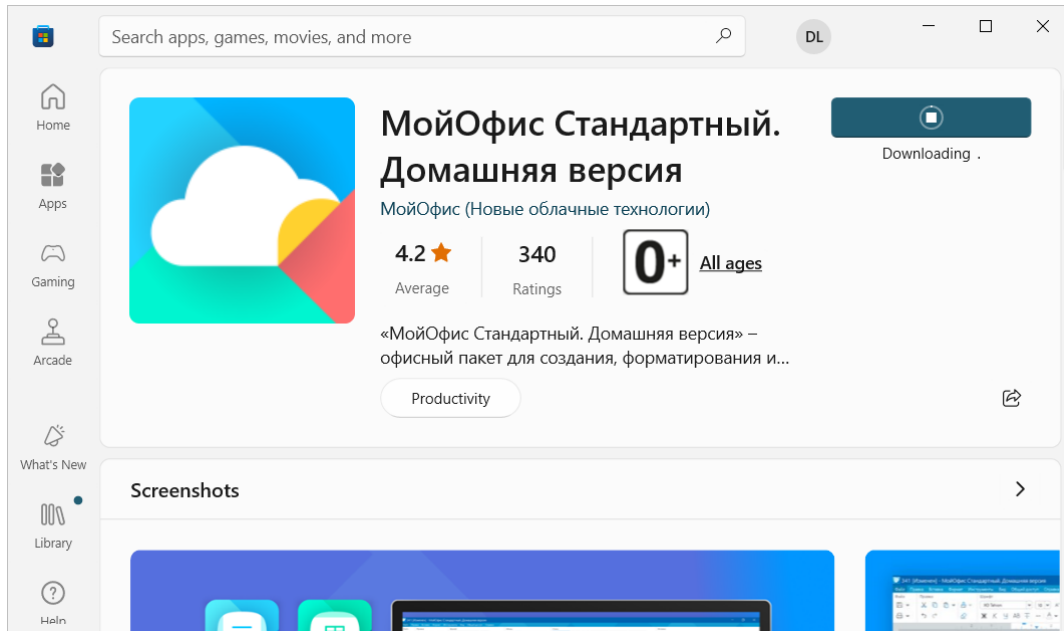 Search apps, games, movies, and more
DL
Home
Apps
Gaming
Arcade
What's New
Library
Help
МойОфис Стандартный.
Домашняя версия
МойОфис (Новые облачные технологии)
4.2
Average
340
Ratings
0+
All ages
«МойОфис Стандартный. Домашняя версия» –
офисный пакет для создания, форматирования и...
Productivity
Downloading .
Screenshots